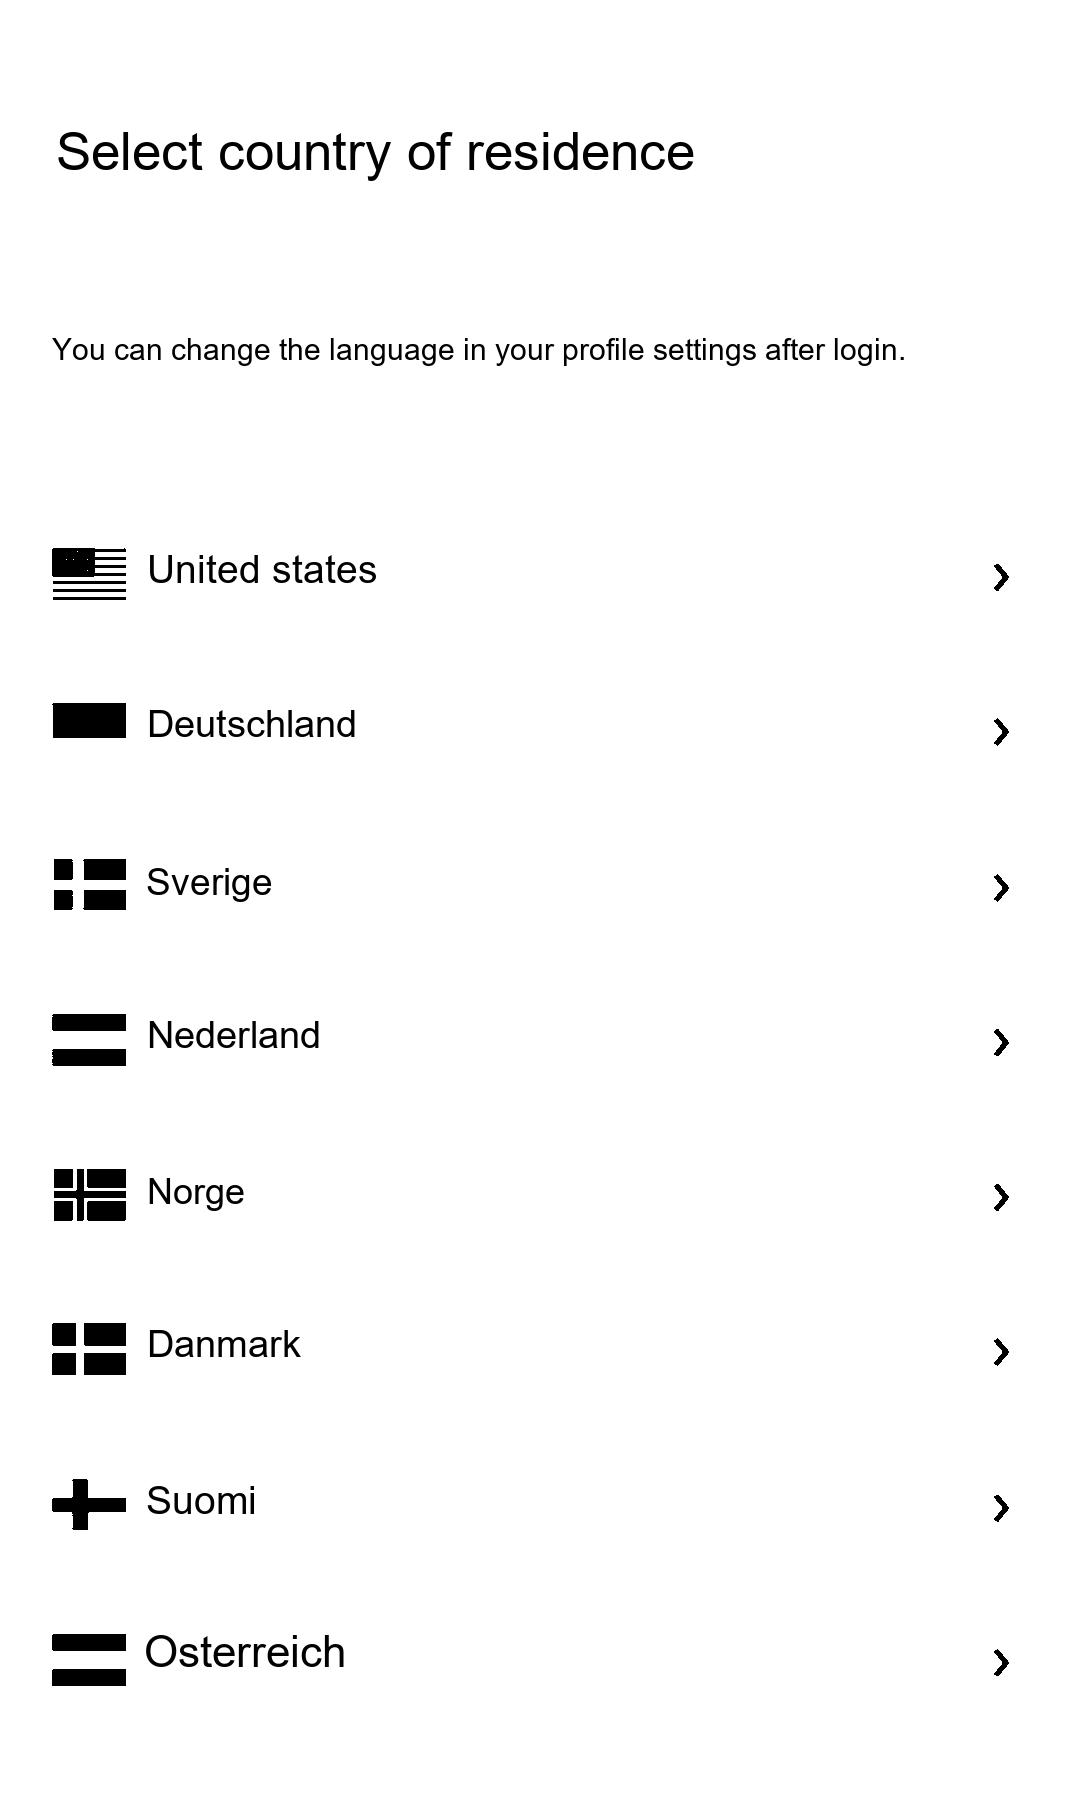 Select country of residence
You can change the language in your profile settings after login.
United states
Deutschland
Sverige
Nederland
Norge
Danmark
Suomi
Osterreich